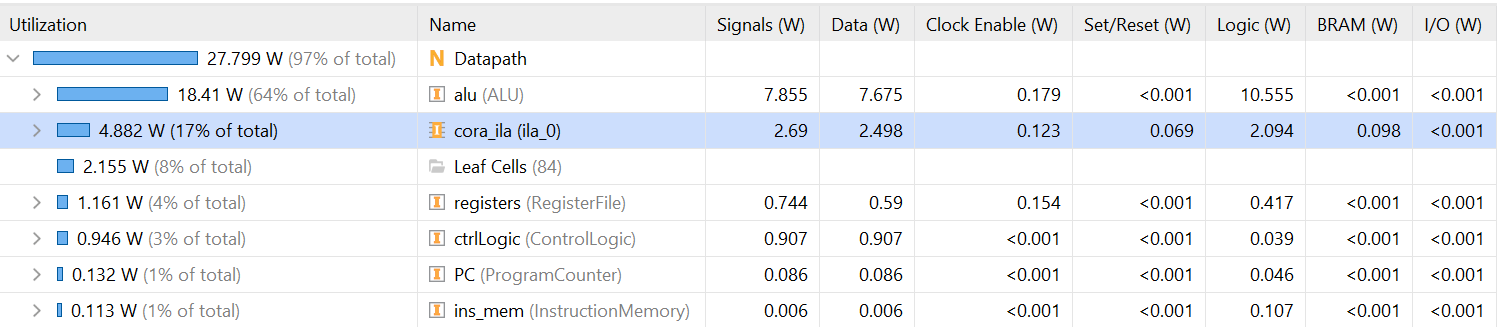 Utilization Name Signals (W) Data (W) Clock Enable (W) Set/Reset (W) Logic (W) BRAM (W) I/O (W)
27.799 W (97% of total) N Datapath
18.41 W (64% of total) I alu (ALU) 7.855 7.675 0.179 <0.001 10.555 <0.001 <0.001
4.882 W (17% of total) I cora_ila (ila_0) 2.69 2.498 0.123 0.069 2.094 0.098 <0.001
2.155 W (8% of total) Leaf Cells (84)
1.161 W (4% of total) I registers (RegisterFile) 0.744 0.59 0.154 <0.001 0.417 <0.001 <0.001
0.946 W (3% of total) I ctrlLogic (ControlLogic) 0.907 0.907 <0.001 <0.001 0.039 <0.001 <0.001
0.132 W (1% of total) I PC (ProgramCounter) 0.086 0.086 <0.001 <0.001 0.046 <0.001 <0.001
0.113 W (1% of total) I ins_mem (InstructionMemory) 0.006 0.006 <0.001 <0.001 0.107 <0.001 <0.001